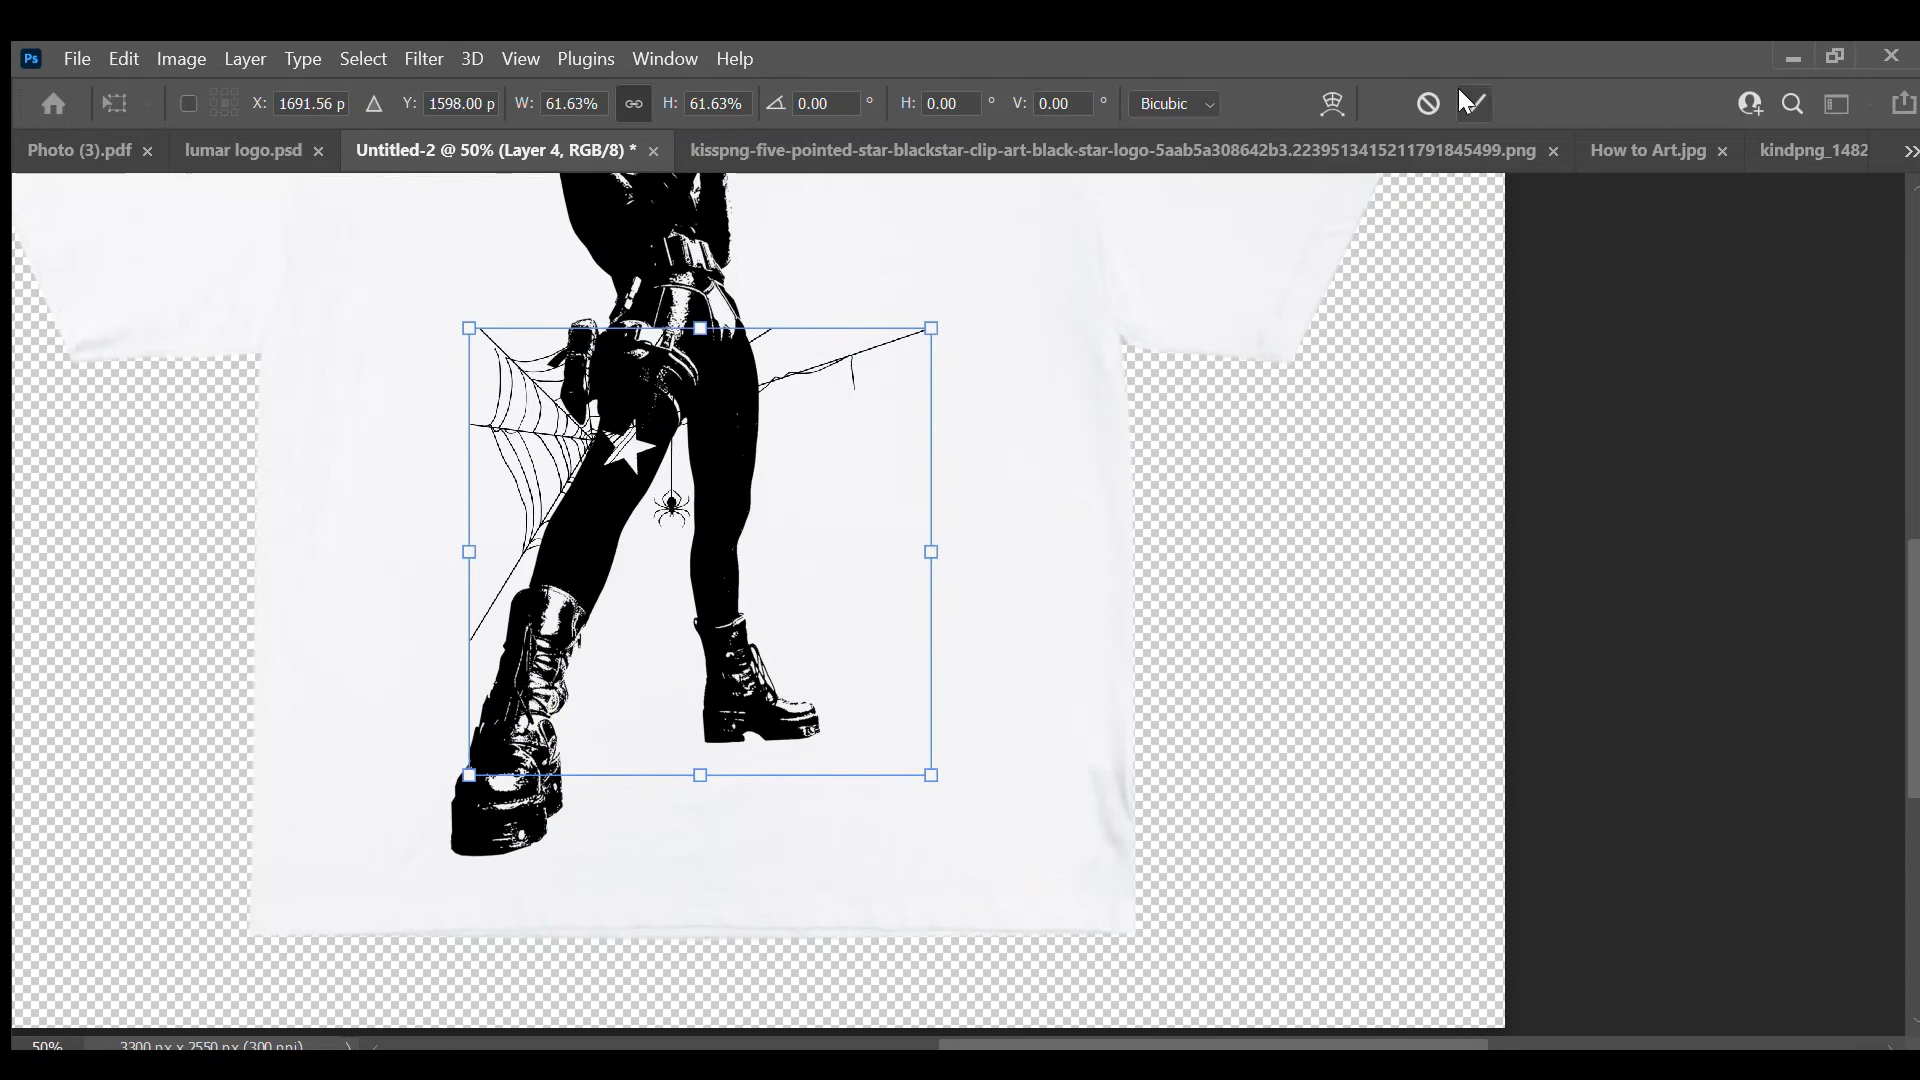 Ps File Edit Image Layer Type Select Filter 3D View Plugins Window Help
X: 1691.56 p Y: 1598.00 p W: 61.63% H: 61.63% 0.00 ° H: 0.00 ° V: 0.00 ° Bicubic
Photo (3).pdf × lumar logo.psd × Untitled-2 @ 50% (Layer 4, RGB/8) * × kisspng-five-pointed-star-blackstar-clip-art-black-star-logo-5aab5a308642b3.2239513415211791845499.png × How to Art.jpg × kindpng_1482
50% 3300 px x 2550 px (300 ppi)